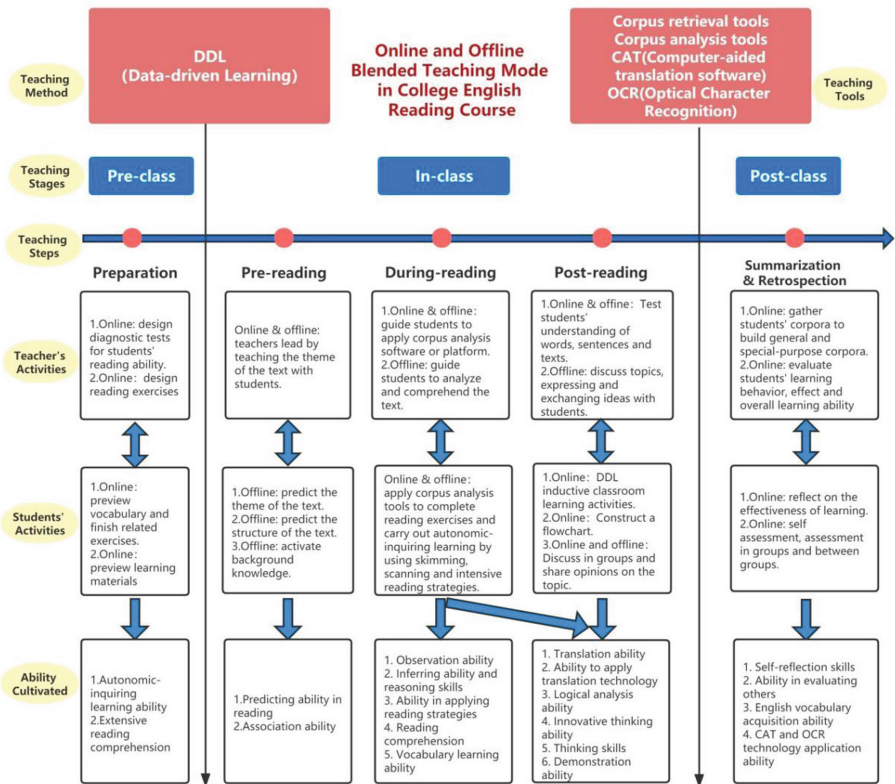 Teaching
Method
DDL
(Data-driven Learning)
Online and Offline
Blended Teaching Mode
in College English
Reading Course
Corpus retrieval tools
Corpus analysis tools
CAT(Computer-aided
translation software)
OCR(Optical Character
Recognition)
Teaching
Tools
Teaching
Stages
Pre-class
In-class
Post-class
Teaching
Steps
Preparation
Pre-reading
During-reading
Post-reading
Summarization
& Retrospection
Teacher's
Activities
1.Online: design
diagnostic tests
for students'
reading ability.
2.Online: design
reading exercises
Online & offline:
teachers lead by
teaching the theme
of the text with
students.
1.Online & offline:
guide students to
apply corpus analysis
software or platform.
2.Offline: guide
students to analyze
and comprehend the
text.
1.Online & offine: Test
students'
understanding of
words, sentences and
texts.
2.Offline: discuss topics,
expressing and
exchanging ideas with
students.
1.Online: gather
students' corpora to
build general and
special-purpose corpora.
2.Online: evaluate
students' learning
behavior, effect and
overall learning ability
Students'
Activities
1.Online:
preview
vocabulary and
finish related
exercises.
2.Online:
preview learning
materials
1.Offline: predict the
theme of the text.
2.Offline: predict the
structure of the text.
3.Offline: activate
background
knowledge.
Online & offline:
apply corpus analysis
tools to complete
reading exercises and
carry out autonomic-
inquiring learning by
using skimming,
scanning and intensive
reading strategies.
1.Online: DDL
inductive classroom
learning activities.
2.Online: Construct a
flowchart.
3.Online and offline:
Discuss in groups and
share opinions on the
topic.
1.Online: reflect on the
effectiveness of learning.
2.Online: self
assessment, assessment
in groups and between
groups.
Ability
Cultivated
1.Autonomic-
inquiring
learning ability
2.Extensive
reading
comprehension
1.Predicting ability in
reading
2.Association ability
1. Observation ability
2. Inferring ability and
reasoning skills
3. Ability in applying
reading strategies
4. Reading
comprehension
5. Vocabulary learning
ability
1. Translation ability
2. Ability to apply
translation technology
3. Logical analysis
ability
4. Innovative thinking
ability
5. Thinking skills
6. Demonstration
ability
1. Self-reflection skills
2. Ability in evaluating
others
3. English vocabulary
acquisition ability
4. CAT and OCR
technology application
ability